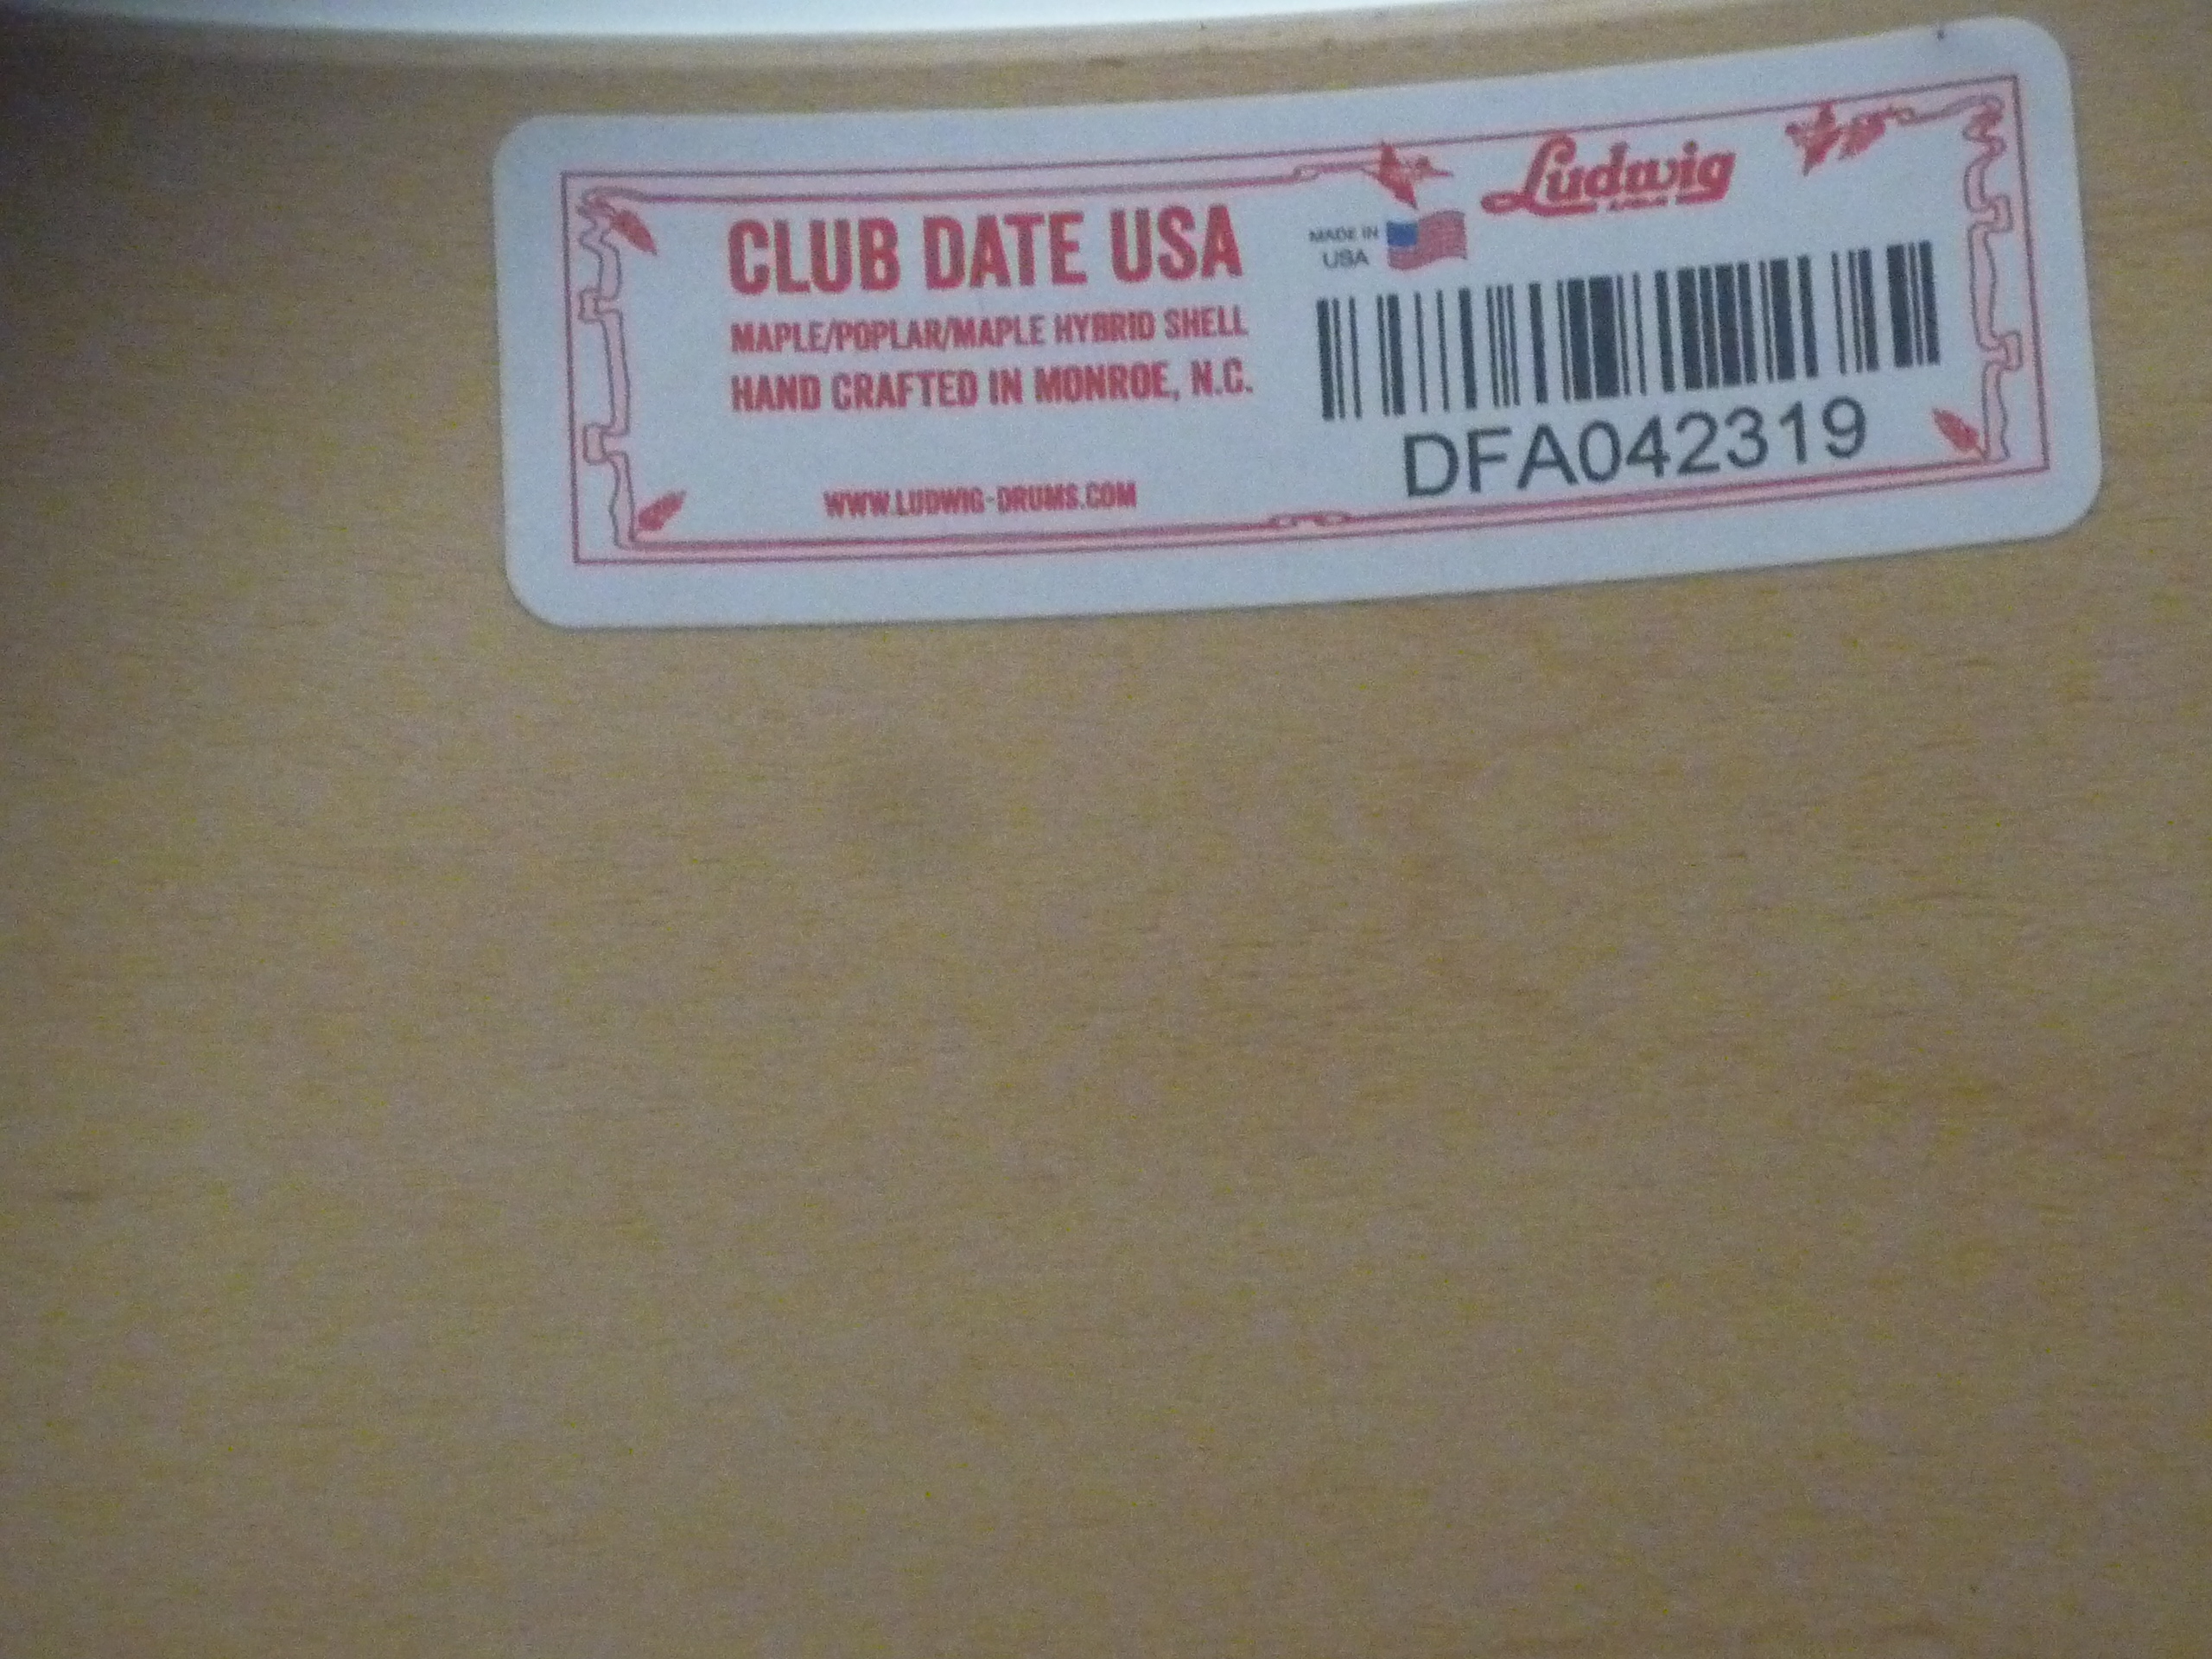 CLUB DATE USA
MAPLE/POPLAR/MAPLE HYBRID SHELL
HAND CRAFTED IN MONROE, N.C.
WWW.LUDWIG-DRUMS.COM
Ludwig
MADE IN
USA
DFA042319